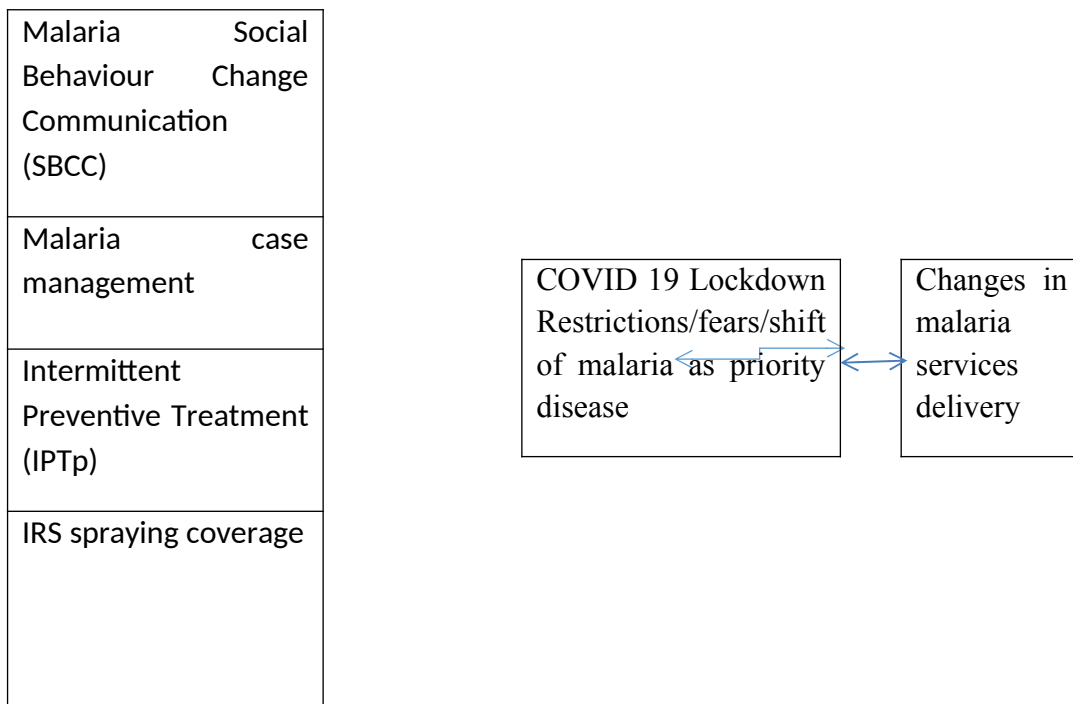 Malaria Social
Behaviour Change
Communication
(SBCC)
Malaria case
management
Intermittent
Preventive Treatment
(IPTp)
IRS spraying coverage
COVID 19 Lockdown
Restrictions/fears/shift
of malaria as priority
disease
Changes in
malaria
services
delivery